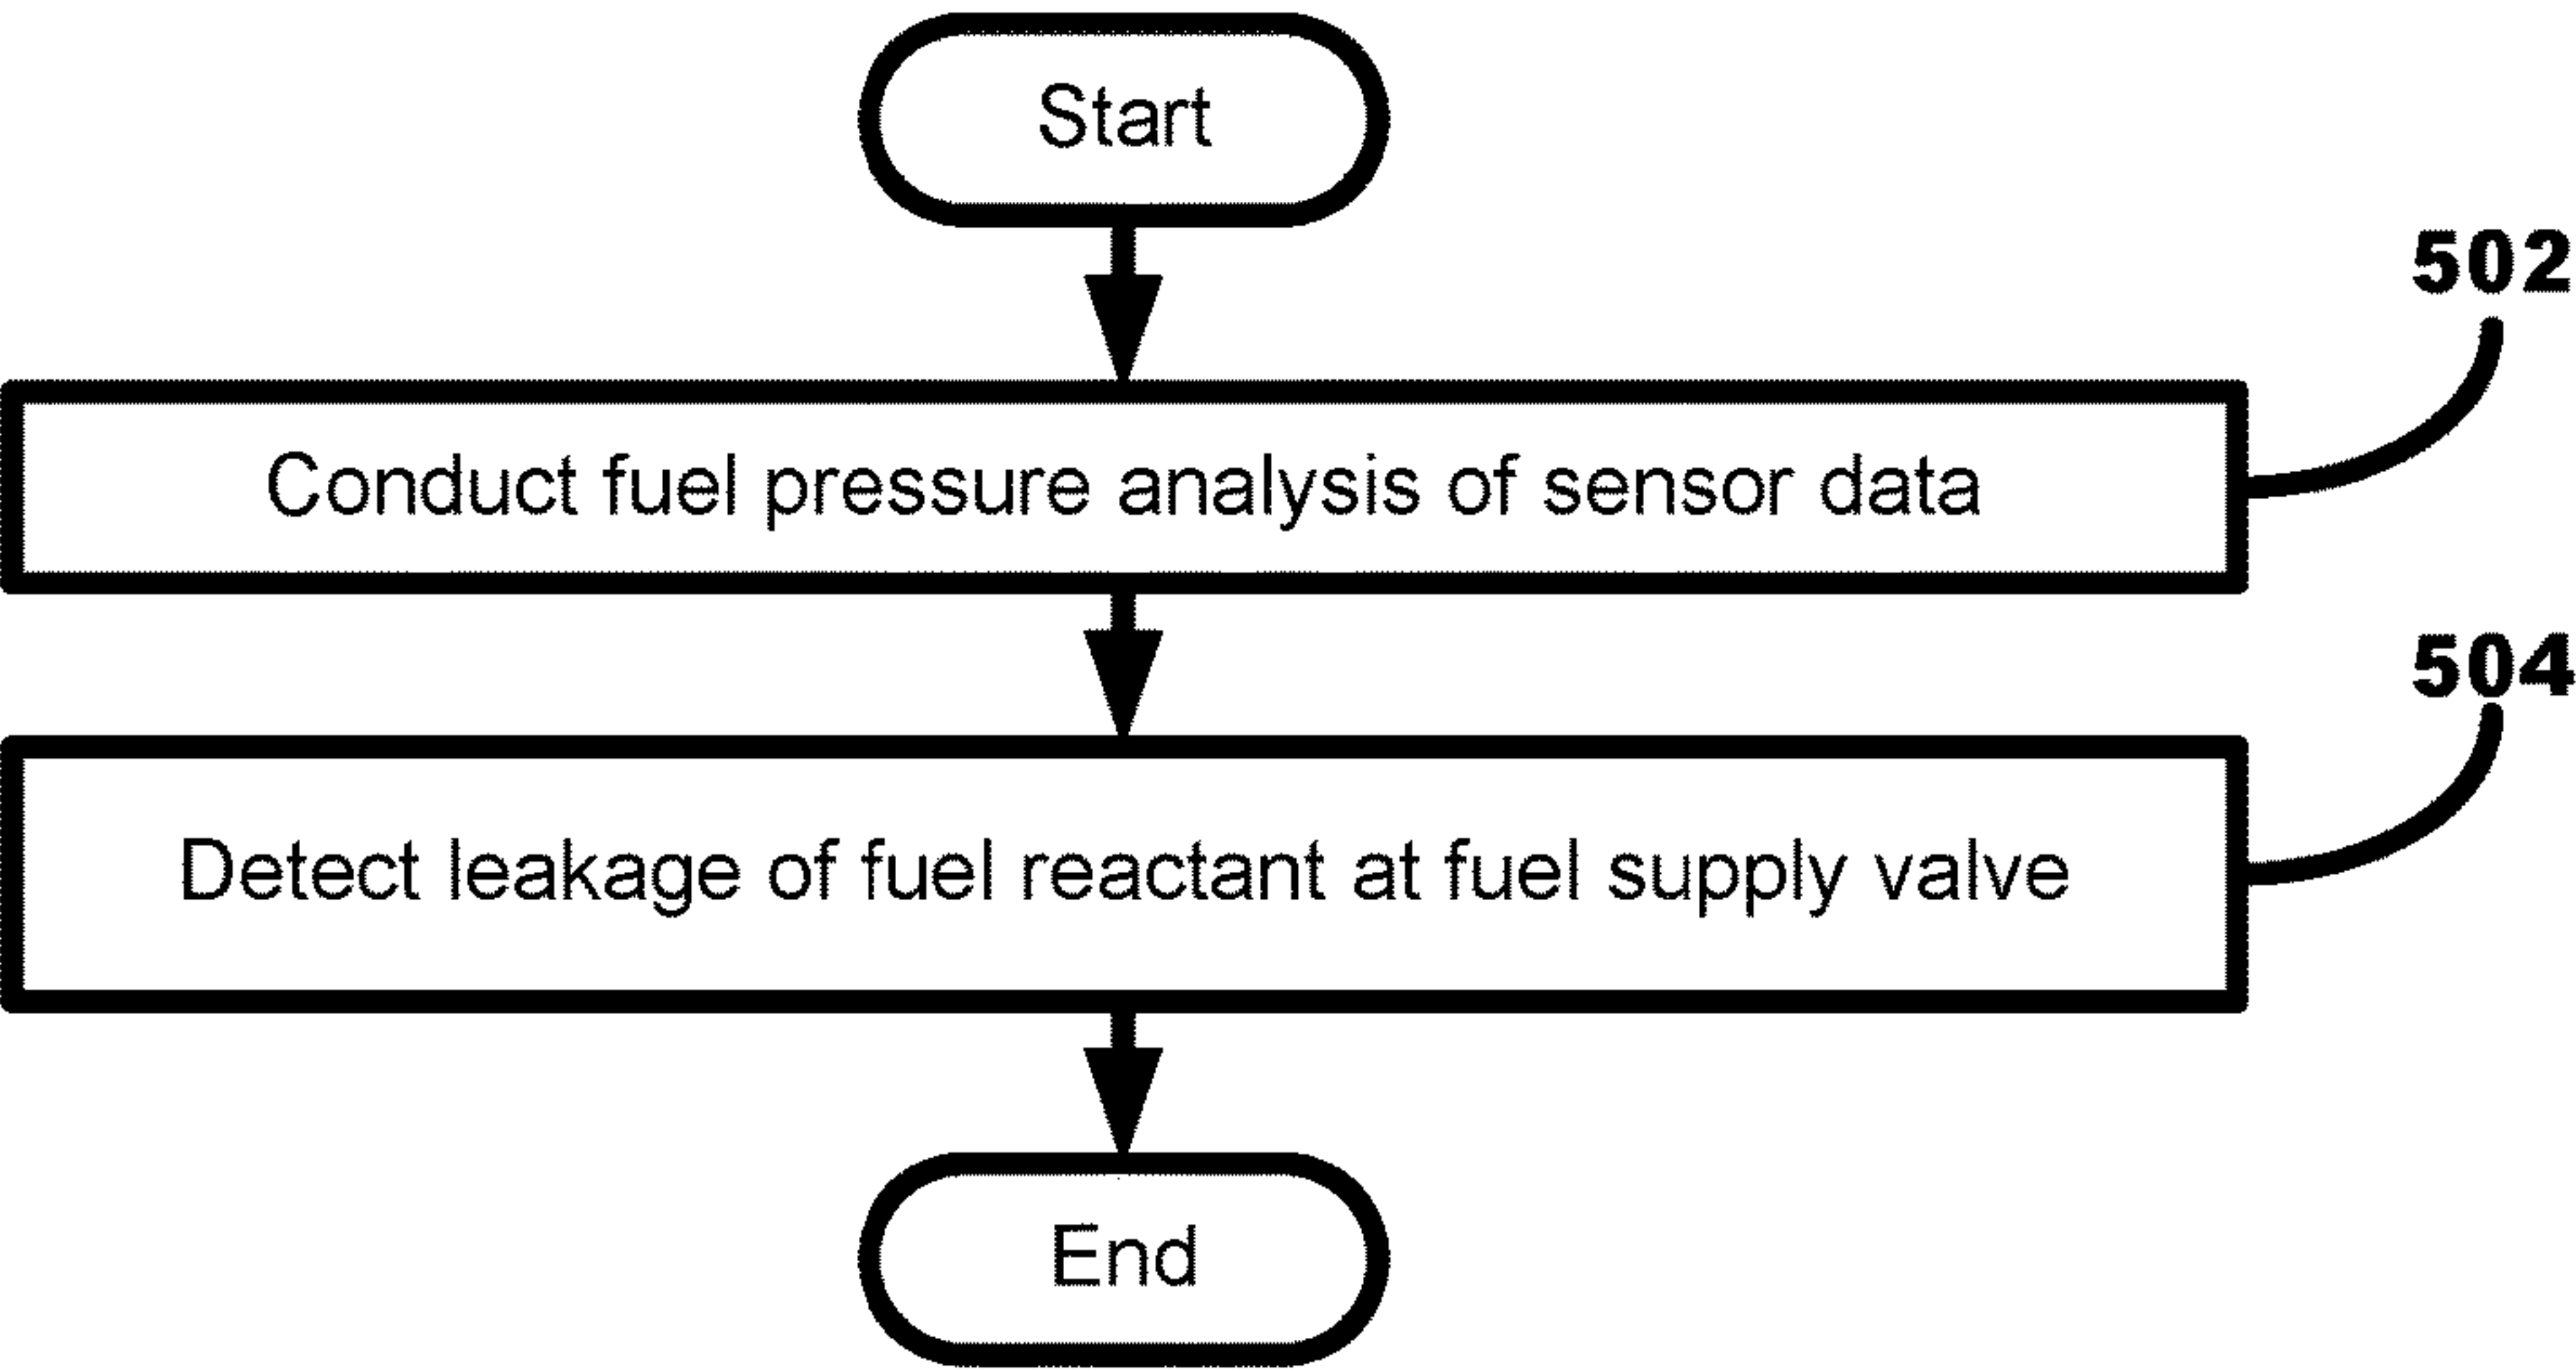 Start
502
Conduct fuel pressure analysis of sensor data
504
Detect leakage of fuel reactant at fuel supply valve
End